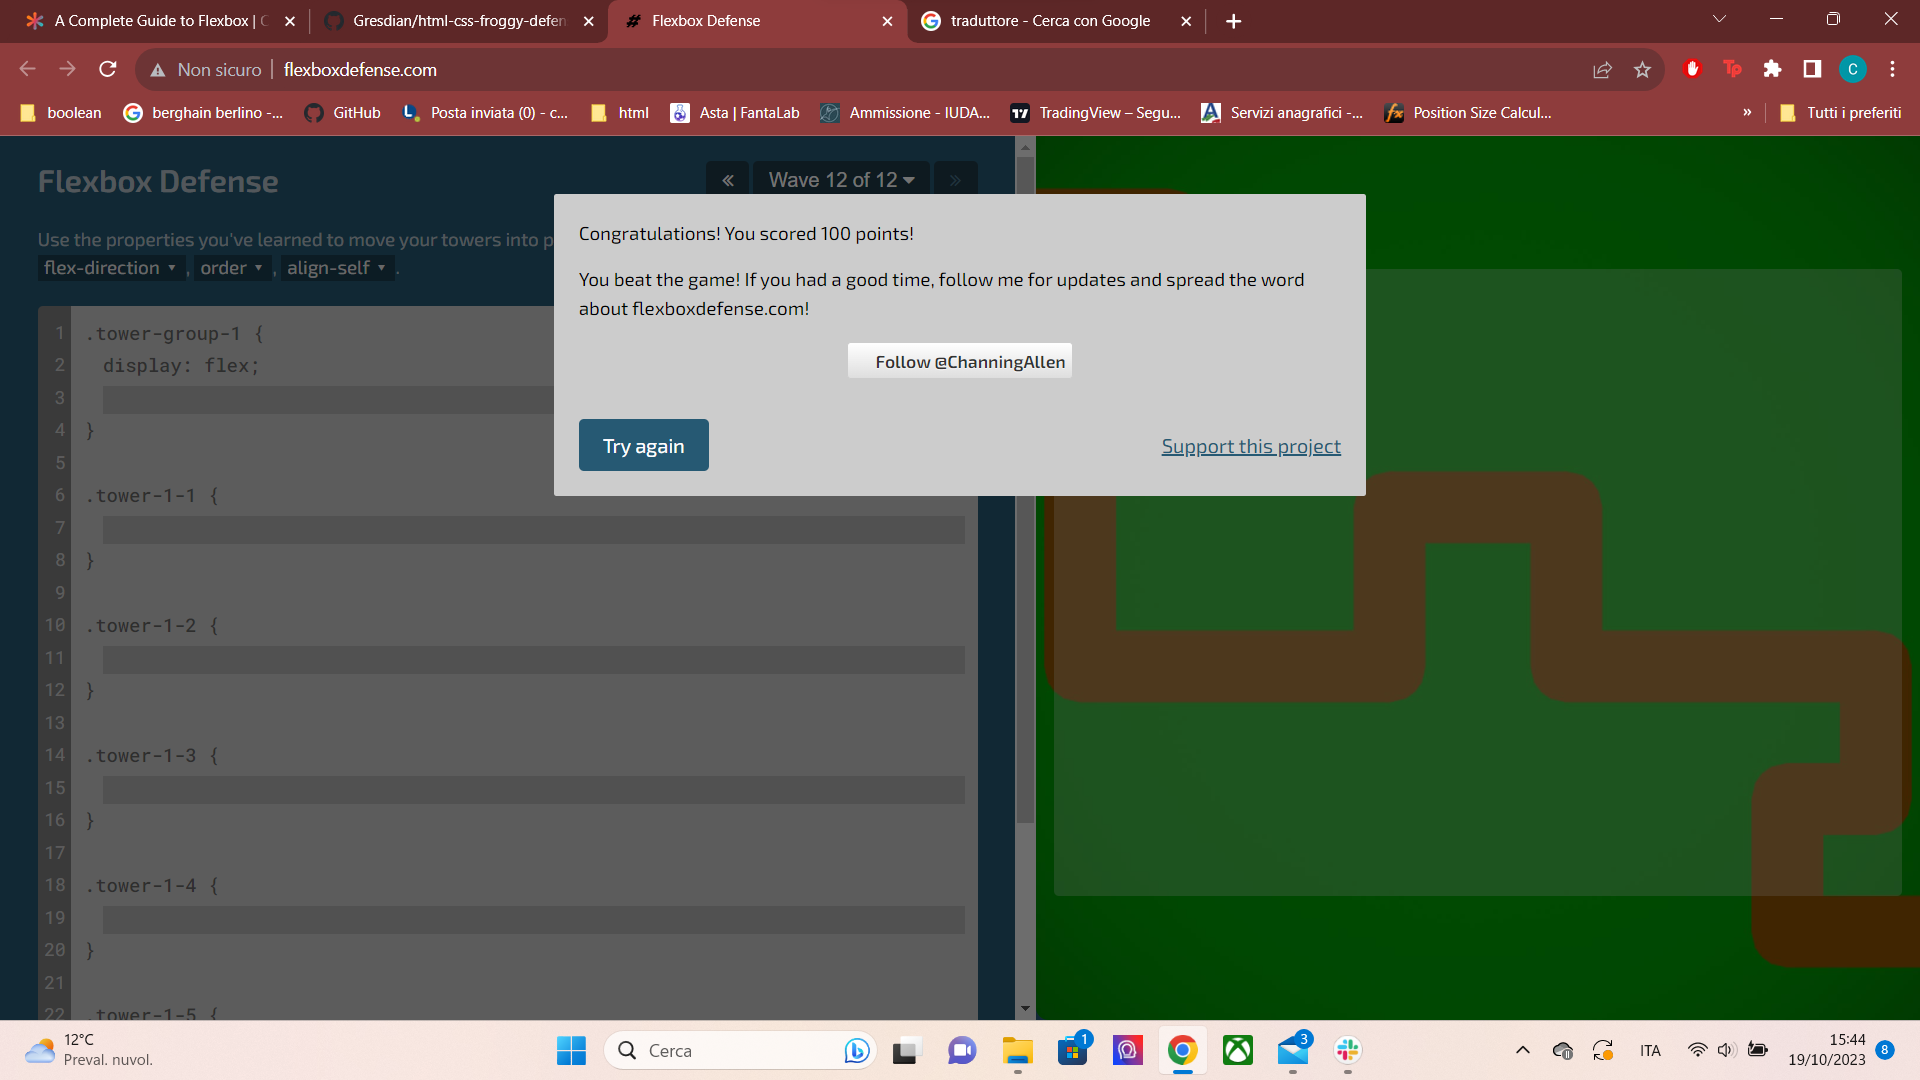 A Complete Guide to Flexbox | C
Gresdian/html-css-froggy-defen
Flexbox Defense
traduttore - Cerca con Google
Non sicuro
flexboxdefense.com
boolean
berghain berlino -...
GitHub
Posta inviata (0) - c...
html
Asta | FantaLab
Ammissione - IUDA...
TradingView – Segu...
Servizi anagrafici -...
Position Size Calcul...
»
Tutti i preferiti
Flexbox Defense
«
Wave 12 of 12
»
Use the properties you've learned to move your towers into p
flex-direction ▾ , order ▾ , align-self ▾ .
Congratulations! You scored 100 points!
You beat the game! If you had a good time, follow me for updates and spread the word
about flexboxdefense.com!
Follow @ChanningAllen
Try again
Support this project
1 .tower-group-1 {
2 display: flex;
3
4 }
5
6 .tower-1-1 {
7
8 }
9
10 .tower-1-2 {
11
12 }
13
14 .tower-1-3 {
15
16 }
17
18 .tower-1-4 {
19
20 }
21
22 .tower-1-5 {
12°C
Preval. nuvol.
Cerca
1
3
ITA
15:44
19/10/2023
8